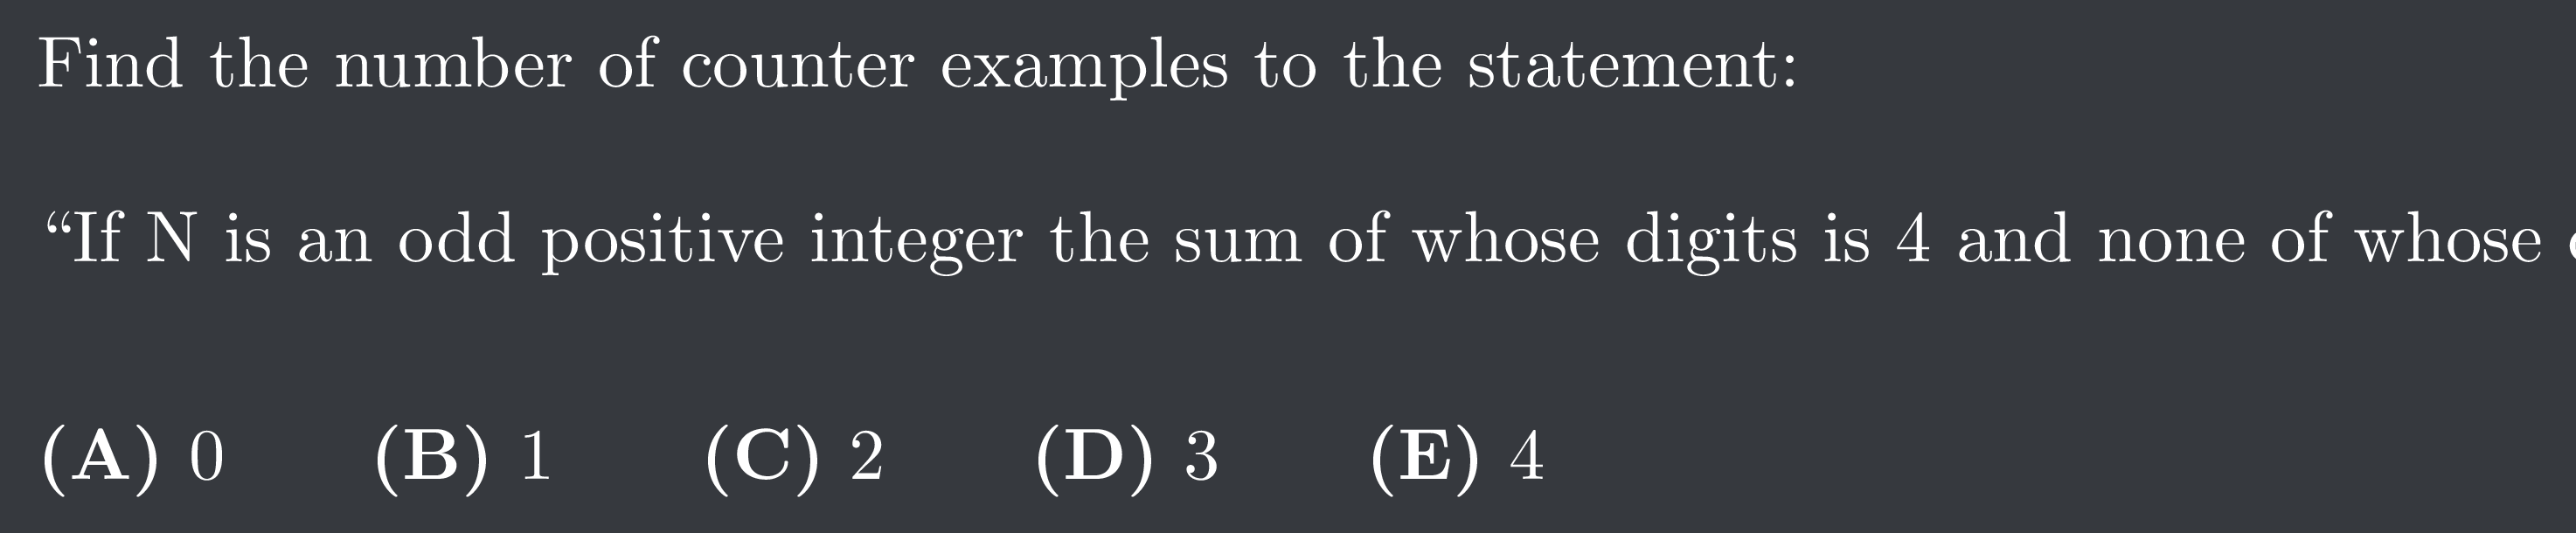 Find the number of counter examples to the statement:
“If N is an odd positive integer the sum of whose digits is 4 and none of whose
(A) 0 (B) 1 (C) 2 (D) 3 (E) 4